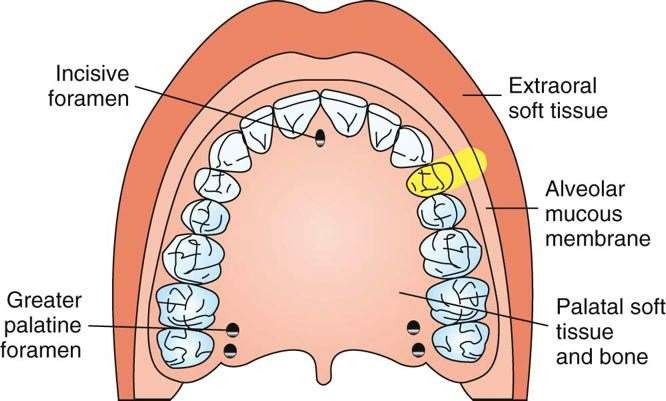 Incisive
foramen
Extraoral
soft tissue
Alveolar
mucous
membrane
Greater
palatine
foramen
Palatal soft
tissue
and bone